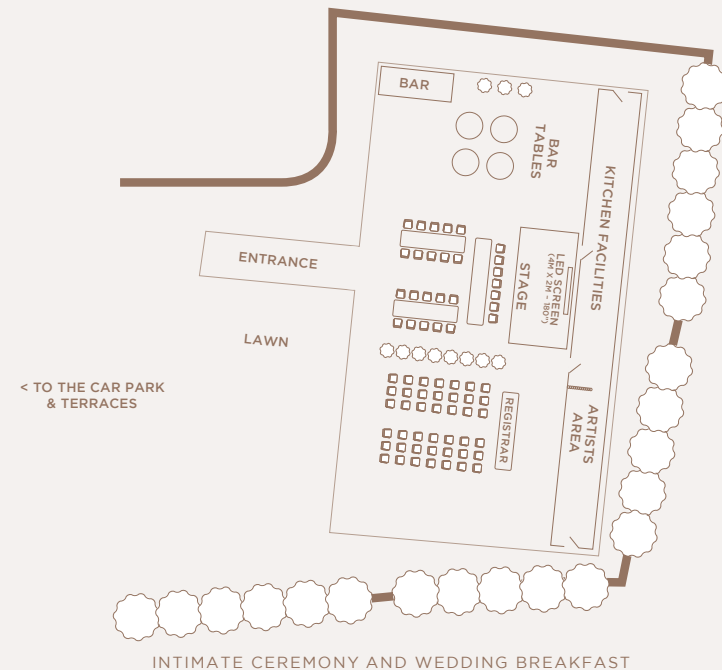 BAR
BAR
TABLES
KITCHEN FACILITIES
ENTRANCE
LED SCREEN
(4M X 2M - 180")
STAGE
LAWN
< TO THE CAR PARK
& TERRACES
REGISTRAR
ARTISTS
AREA
INTIMATE CEREMONY AND WEDDING BREAKFAST